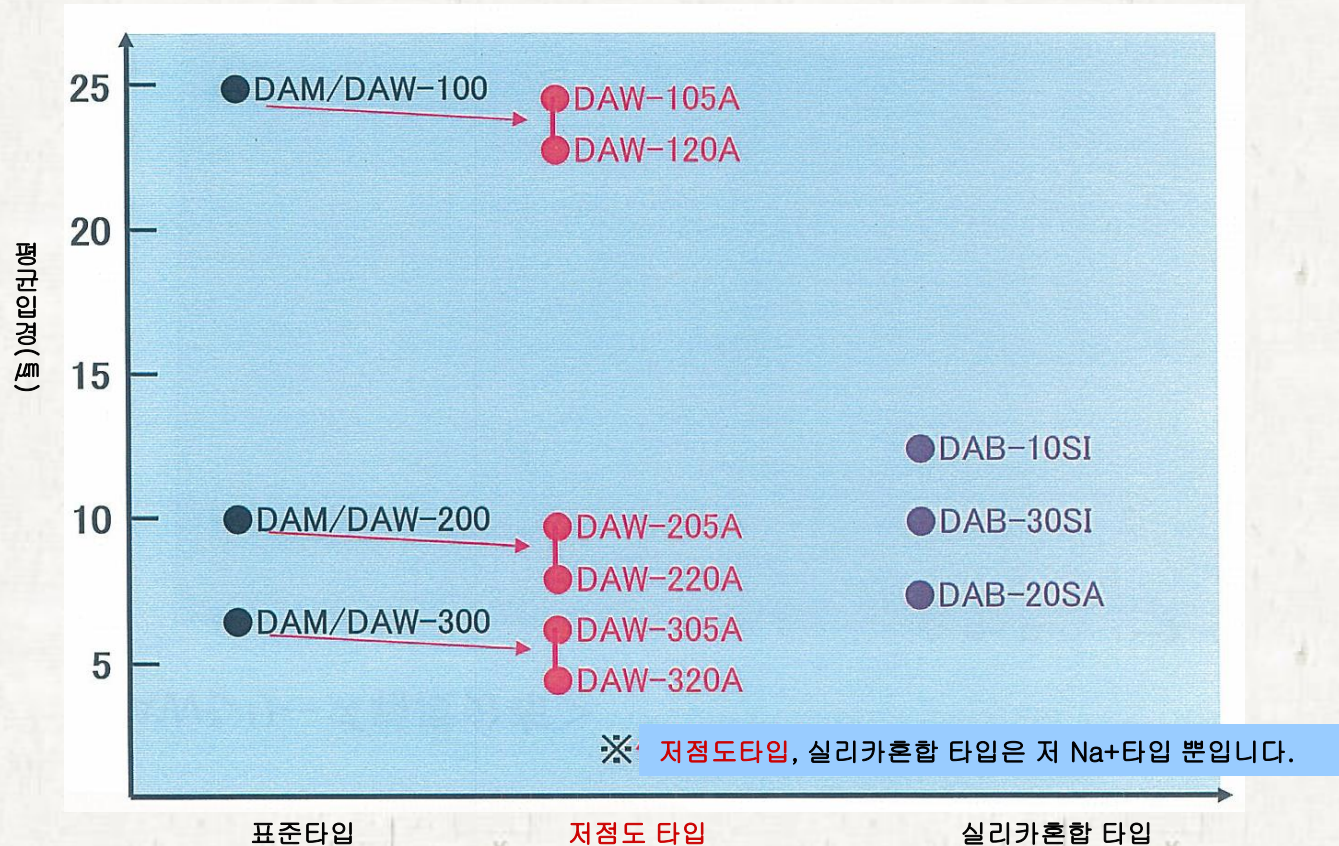 25
DAM/DAW-100
DAW-105A
DAW-120A
20
평균입경(㎛)
15
DAB-10SI
10
DAM/DAW-200
DAW-205A
DAB-30SI
DAW-220A
DAB-20SA
DAM/DAW-300
DAW-305A
5
DAW-320A
※ 저점도타입, 실리카혼합 타입은 저 Na+타입 뿐입니다.
표준타입
저점도 타입
실리카혼합 타입